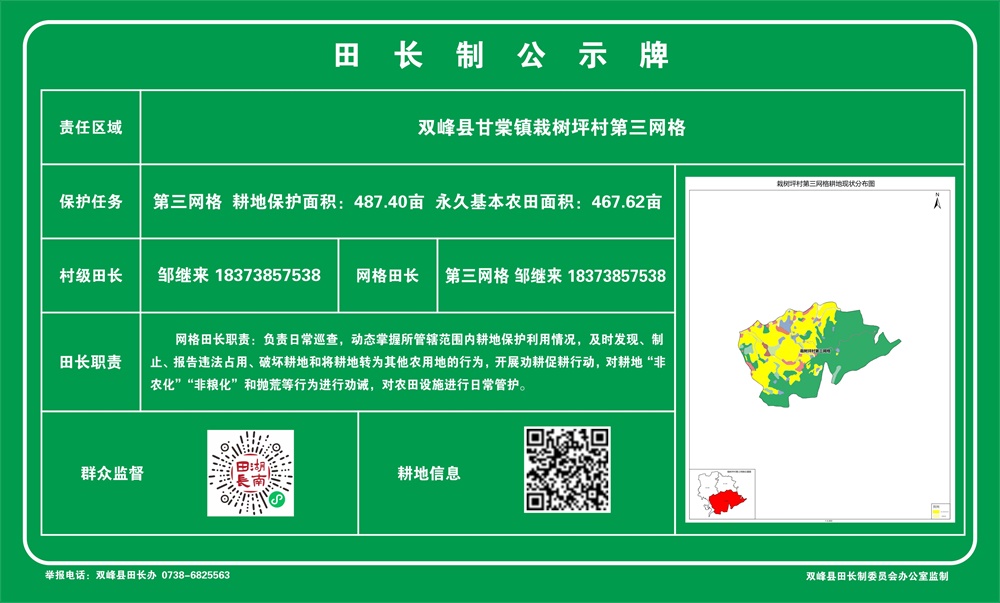 田长制公示牌
责任区域
双峰县甘棠镇栽树坪村第三网格
保护任务
第三网格 耕地保护面积：487.40亩 永久基本农田面积：467.62亩
栽树坪村第三网格耕地现状分布图
N
村级田长
邹继来 18373857538
网格田长
第三网格 邹继来 18373857538
田长职责
网格田长职责：负责日常巡查，动态掌握所管辖范围内耕地保护利用情况，及时发现、制
止、报告违法占用、破坏耕地和将耕地转为其他农用地的行为，开展劝耕促耕行动，对耕地“非
农化”“非粮化”和抛荒等行为进行劝诫，对农田设施进行日常管护。
栽树坪村第三网格
群众监督
湖南
田長
耕地信息
举报电话：双峰县田长办 0738-6825563
双峰县田长制委员会办公室监制